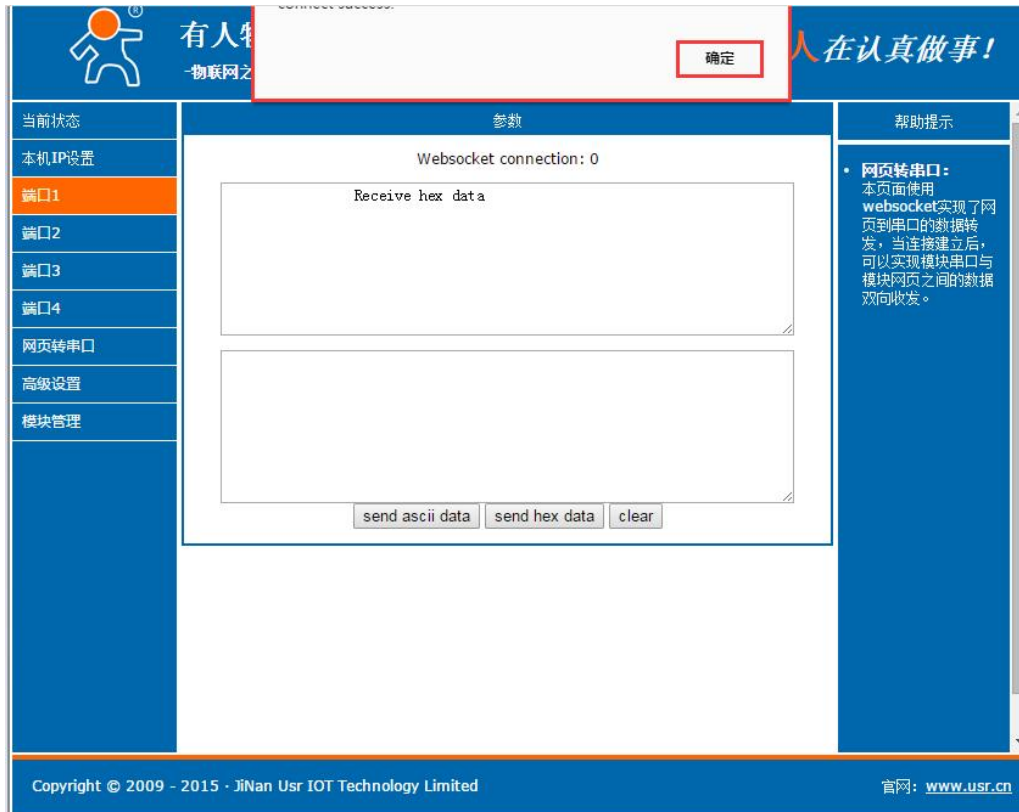 ®
connect success.
有人物
-物联网之
确定
人在认真做事!
当前状态
本机IP设置
端口1
端口2
端口3
端口4
网页转串口
高级设置
模块管理
参数
Websocket connection: 0
Receive hex data
send ascii data
send hex data
clear
帮助提示
• 网页转串口:
本页面使用
websocket实现了网
页到串口的数据转
发,当连接建立后,
可以实现模块串口与
模块网页之间的数据
双向收发。
Copyright © 2009 - 2015 · JiNan Usr IOT Technology Limited
官网: www.usr.cn